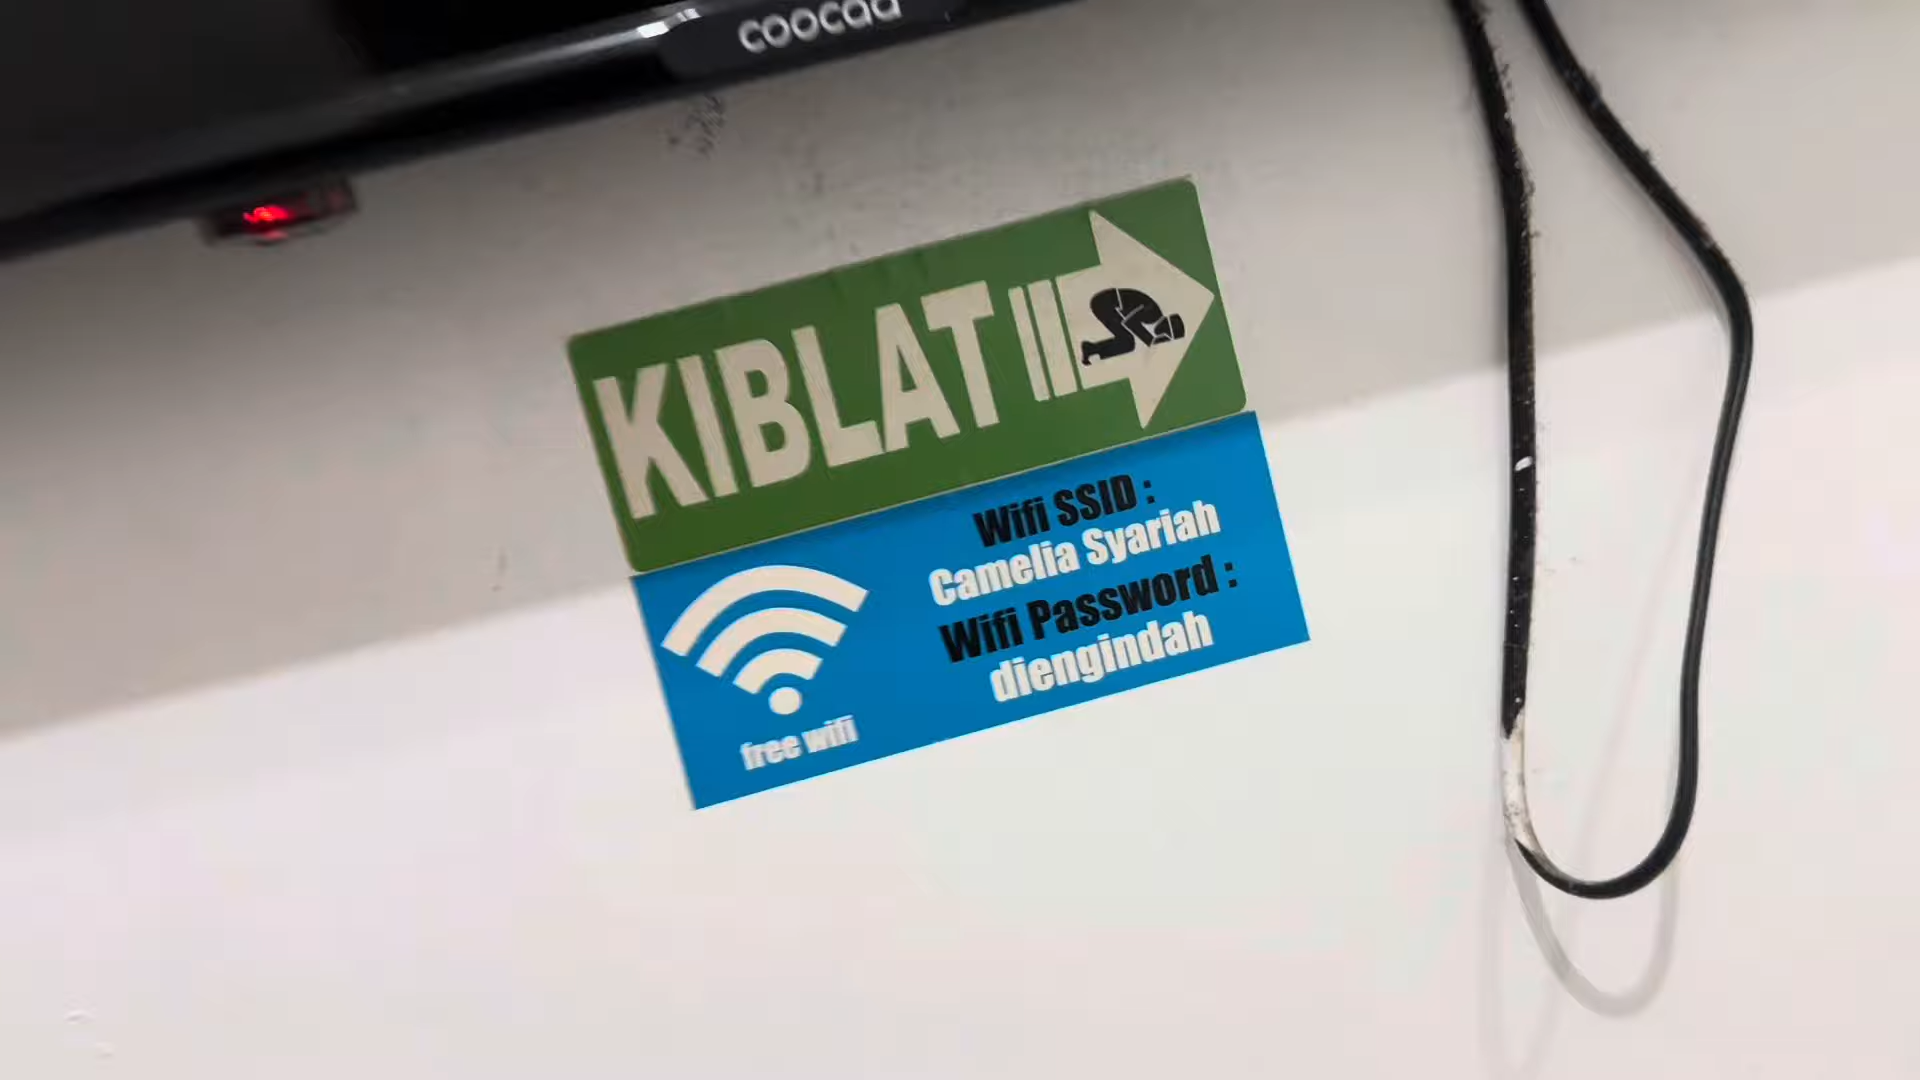 coocaa
KIBLAT
Wifi SSID :
Camelia Syariah
Wifi Password :
diengindah
free wifi